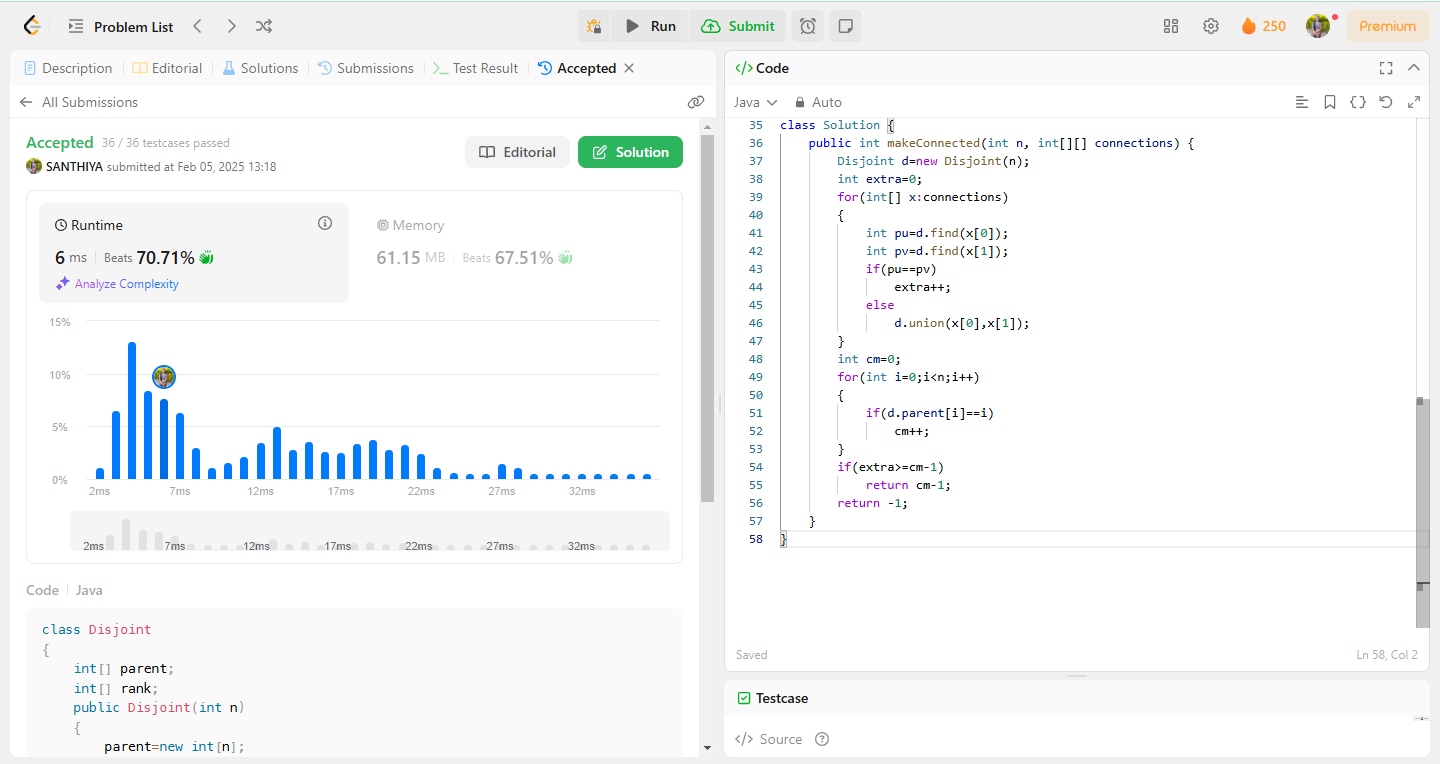 Problem List
Run
Submit
250
Premium
Description
Editorial
Solutions
Submissions
Test Result
Accepted
All Submissions
Accepted 36 / 36 testcases passed
SANTHIYA submitted at Feb 05, 2025 13:18
Editorial
Solution
Runtime
6 ms Beats 70.71%
Analyze Complexity
Memory
61.15 MB Beats 67.51%
15%
10%
5%
0%
2ms 7ms 12ms 17ms 22ms 27ms 32ms
2ms 7ms 12ms 17ms 22ms 27ms 32ms
Code Java
class Disjoint
{
int[] parent;
int[] rank;
public Disjoint(int n)
{
parent=new int[n];
</> Code
Java
Auto
35 class Solution {
36 public int makeConnected(int n, int[][] connections) {
37 Disjoint d=new Disjoint(n);
38 int extra=0;
39 for(int[] x:connections)
40 {
41 int pu=d.find(x[0]);
42 int pv=d.find(x[1]);
43 if(pu==pv)
44 extra++;
45 else
46 d.union(x[0],x[1]);
47 }
48 int cm=0;
49 for(int i=0;i<n;i++)
50 {
51 if(d.parent[i]==i)
52 cm++;
53 }
54 if(extra>=cm-1)
55 return cm-1;
56 return -1;
57 }
58 }
Saved
Ln 58, Col 2
Testcase
</> Source